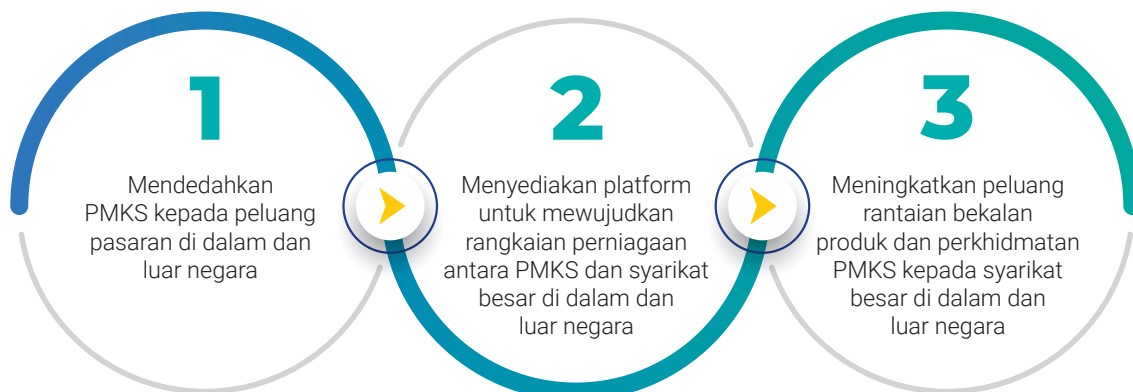 1
Mendedahkan
PMKS kepada peluang
pasaran di dalam dan
luar negara
2
Menyediakan platform
untuk mewujudkan
rangkaian perniagaan
antara PMKS dan syarikat
besar di dalam dan
luar negara
3
Meningkatkan peluang
rantaian bekalan
produk dan perkhidmatan
PMKS kepada syarikat
besar di dalam dan
luar negara